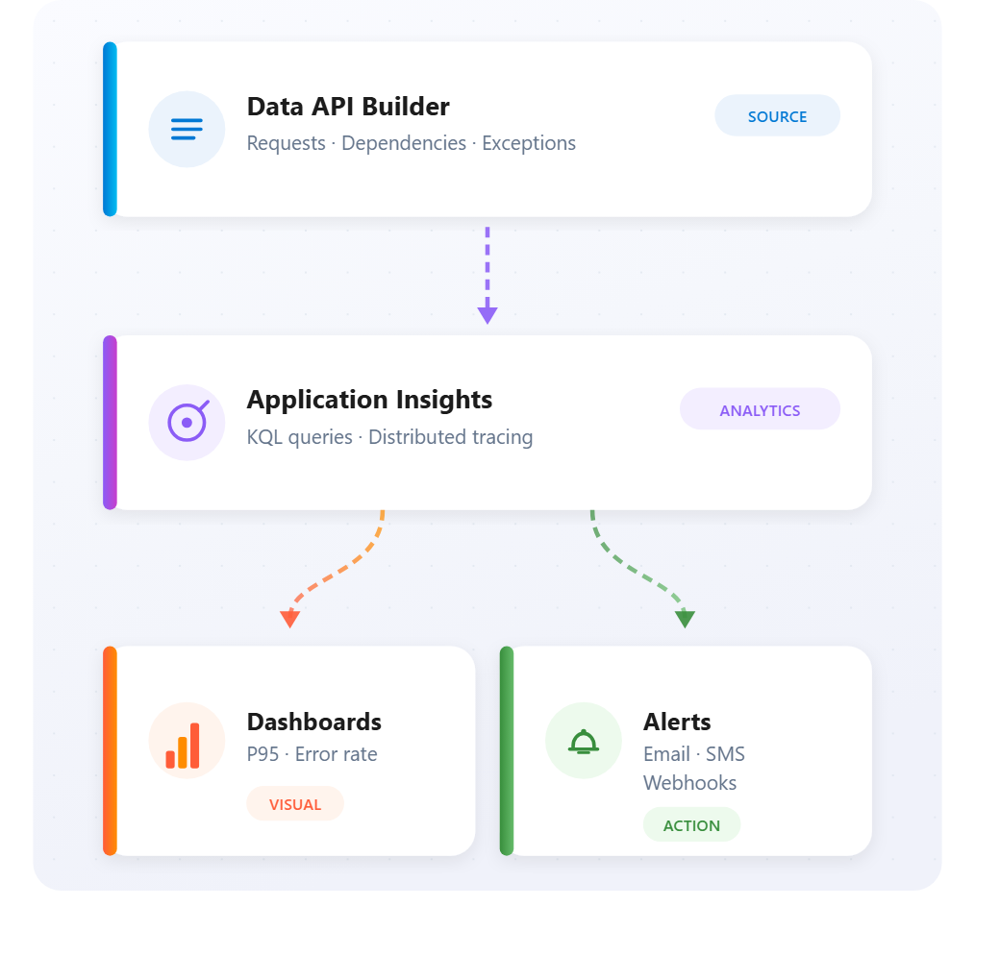 Data API Builder
Requests · Dependencies · Exceptions
SOURCE
Application Insights
KQL queries · Distributed tracing
ANALYTICS
Dashboards
P95 · Error rate
VISUAL
Alerts
Email · SMS
Webhooks
ACTION